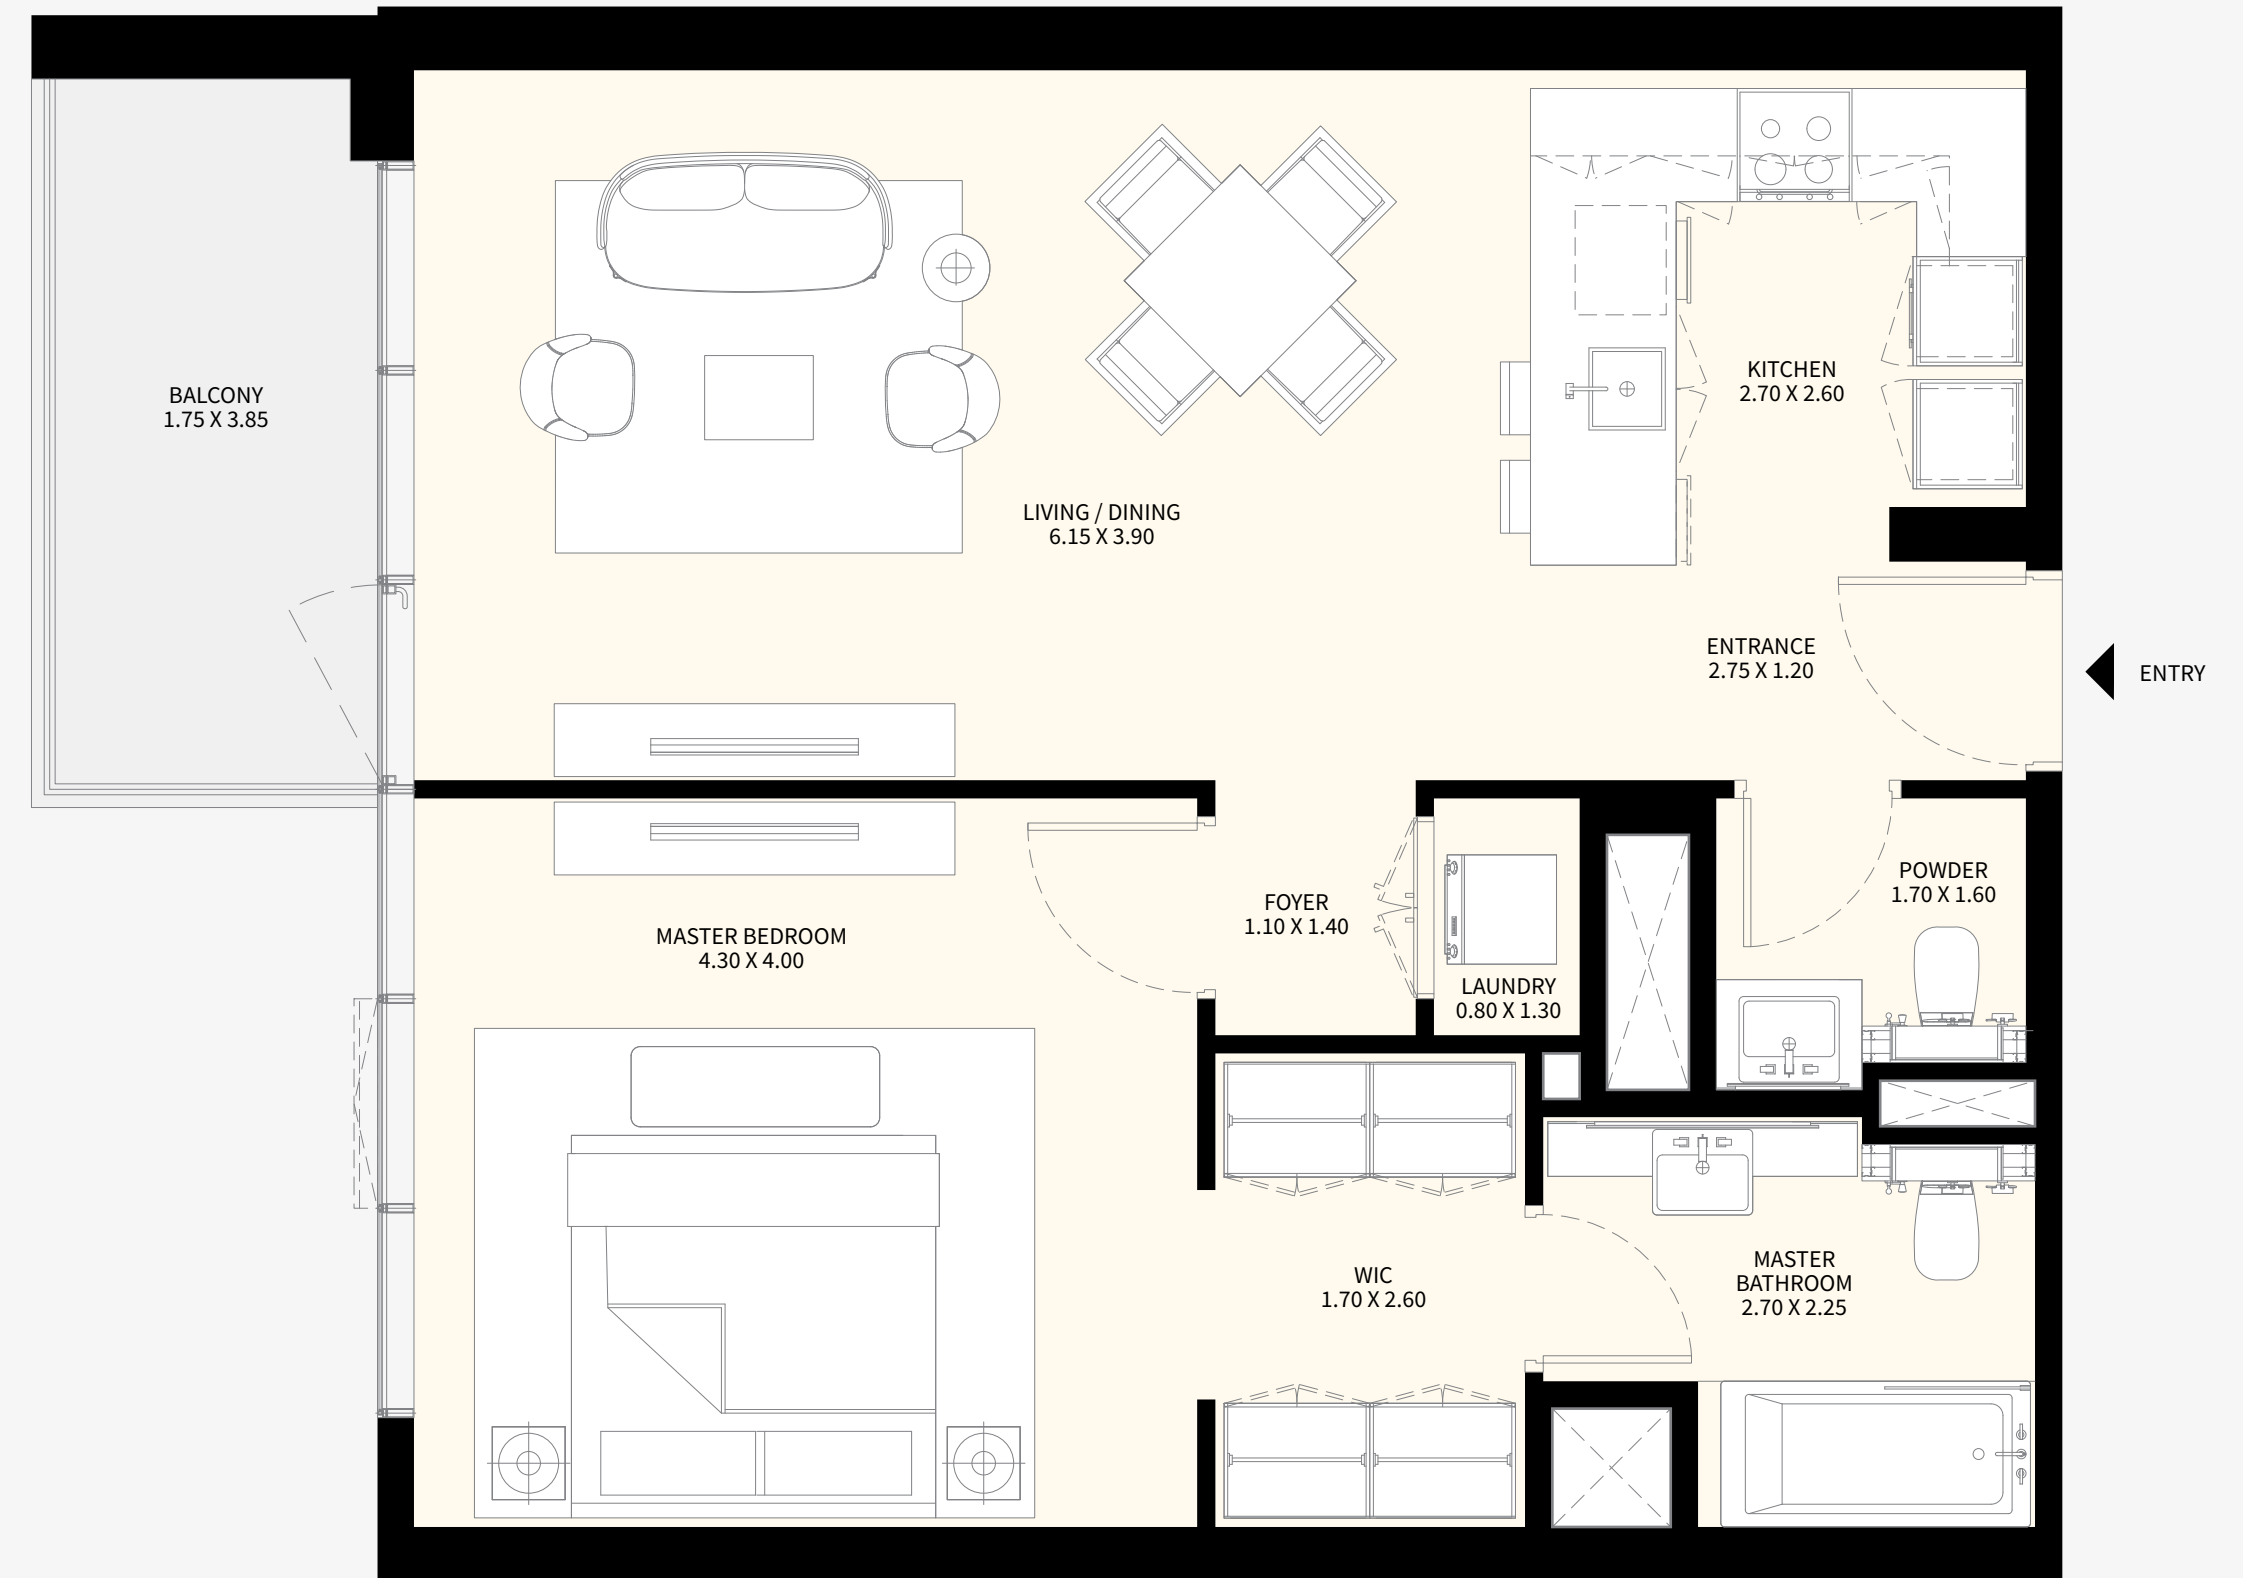 BALCONY
1.75 X 3.85
LIVING / DINING
6.15 X 3.90
KITCHEN
2.70 X 2.60
ENTRANCE
2.75 X 1.20
ENTRY
MASTER BEDROOM
4.30 X 4.00
FOYER
1.10 X 1.40
LAUNDRY
0.80 X 1.30
POWDER
1.70 X 1.60
WIC
1.70 X 2.60
MASTER
BATHROOM
2.70 X 2.25